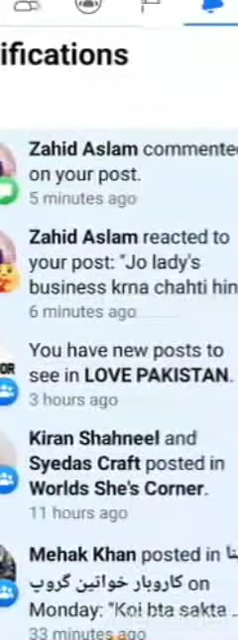 ifications
Zahid Aslam commented
on your post.
5 minutes ago
Zahid Aslam reacted to
your post: "Jo lady's
business krna chahti hin
6 minutes ago
You have new posts to
see in LOVE PAKISTAN.
3 hours ago
Kiran Shahneel and
Syedas Craft posted in
Worlds She's Corner.
11 hours ago
Mehak Khan posted in
کاروبار خواتین گروپ on
Monday: "Koi bta sakta ..
33 minutes ago